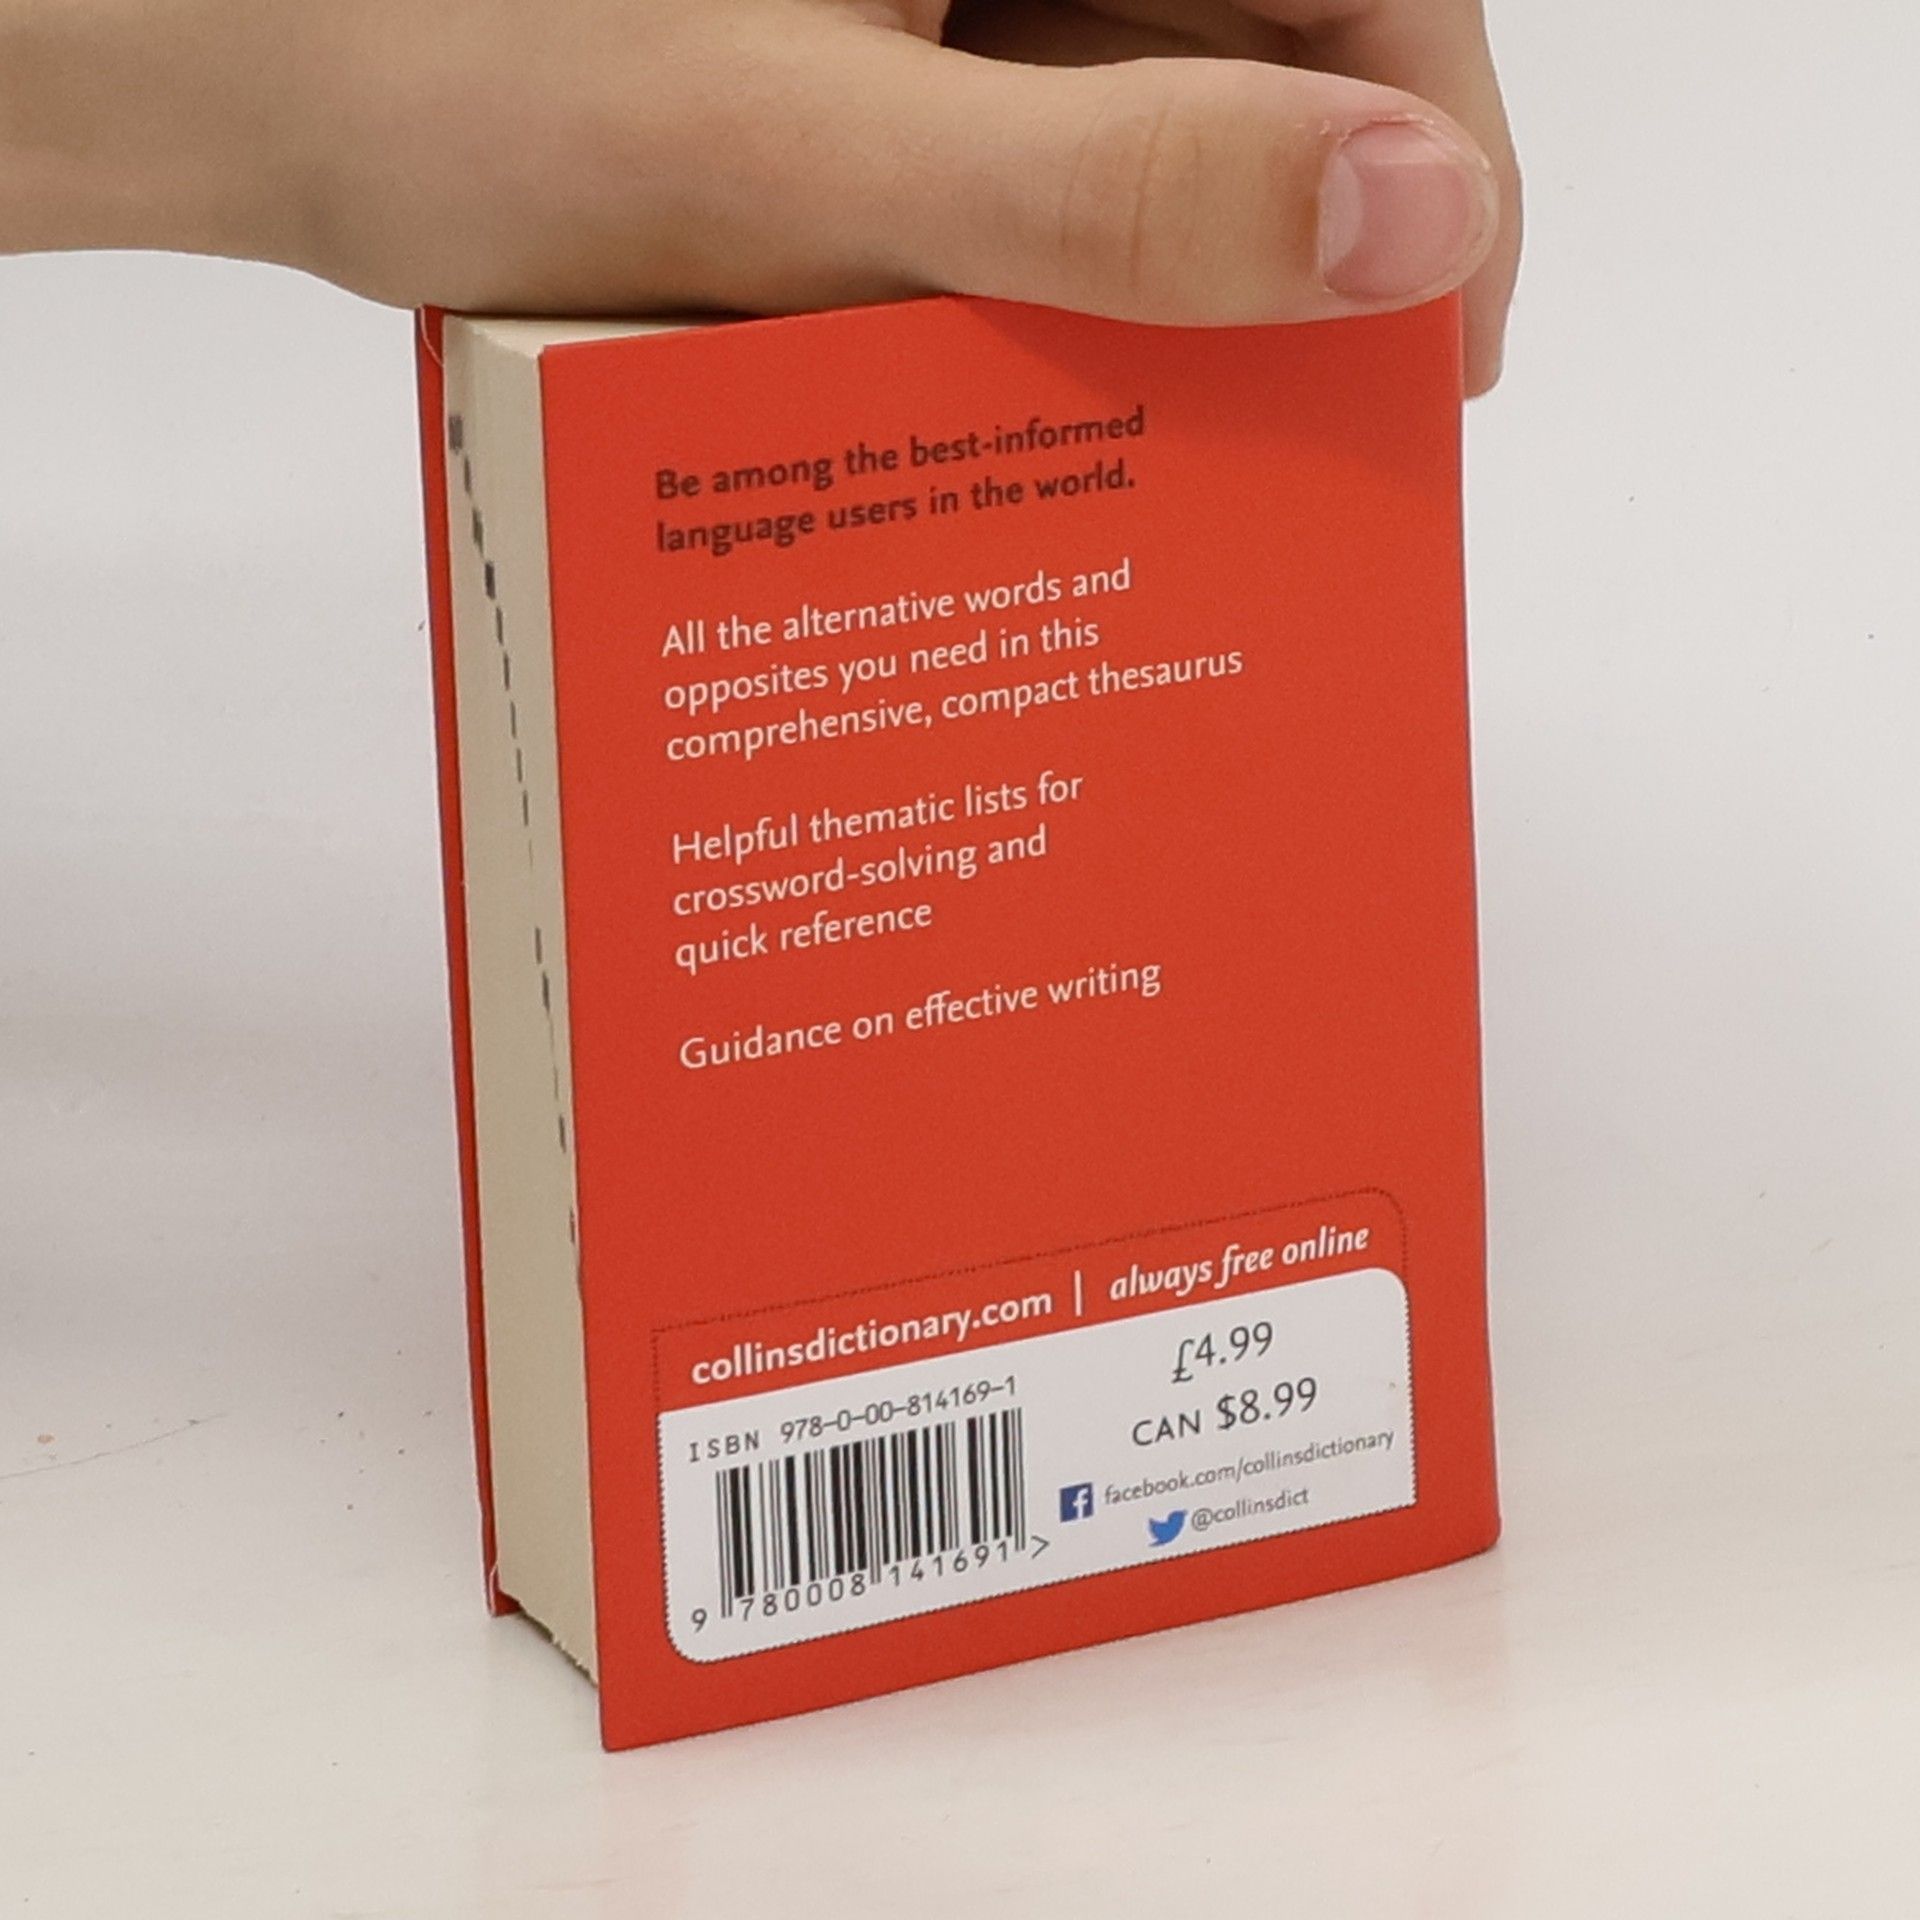 Be among the best-informed
language users in the world.
All the alternative words and
opposites you need in this
comprehensive, compact thesaurus
Helpful thematic lists for
crossword-solving and
quick reference
Guidance on effective writing
collinsdictionary.com | always free online
£4.99
CAN $8.99
ISBN 978-0-00-814169-1
facebook.com/collinsdictionary
@collinsdict
9 780008 141691 >